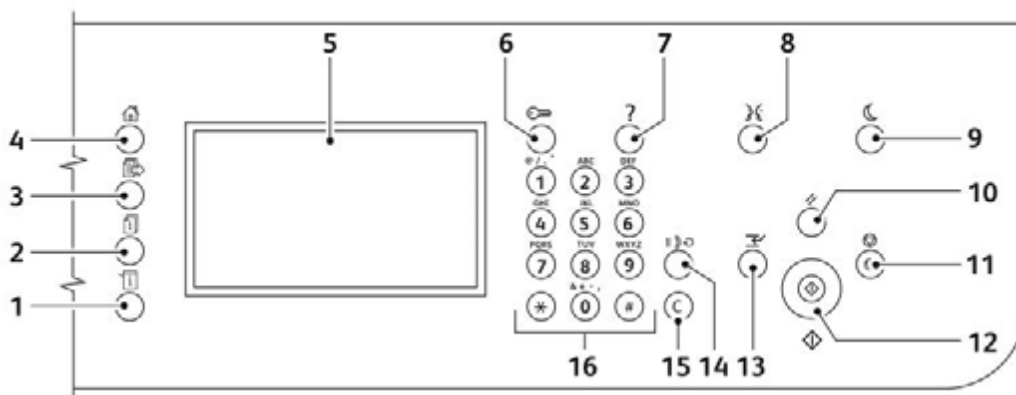 5 6 7 8
?
4 9
@ / . ABC DEF
1 2 3
3 10
GHI JKL MNO
4 5 6
2
PQRS TUV WXYZ
7 8 9
11
1
& + - ,
* 0 #
C
12
16 15 14 13